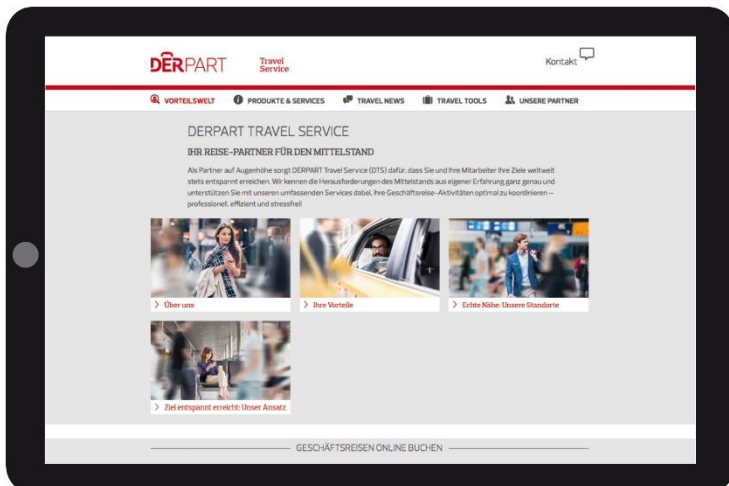 DERPART
Travel
Service
Kontakt
VORTEILSWELT
PRODUKTE & SERVICES
TRAVEL NEWS
TRAVEL TOOLS
UNSERE PARTNER
DERPART TRAVEL SERVICE
IHR REISE-PARTNER FÜR DEN MITTELSTAND
Als Partner auf Augenhöhe sorgt DERPART Travel Service (DTS) dafür, dass Sie und Ihre Mitarbeiter Ihre Ziele weltweit
stets entspannt erreichen. Wir kennen die Herausforderungen des Mittelstands aus eigener Erfahrung ganz genau und
unterstützen Sie mit unseren umfassenden Services dabei, Ihre Geschäftsreise-Aktivitäten optimal zu koordinieren –
professionell, effizient und stressfrei!
Über uns
Ihre Vorteile
Echte Nähe: Unsere Standorte
Ziel entspannt erreicht: Unser Ansatz
GESCHÄFTSREISEN ONLINE BUCHEN